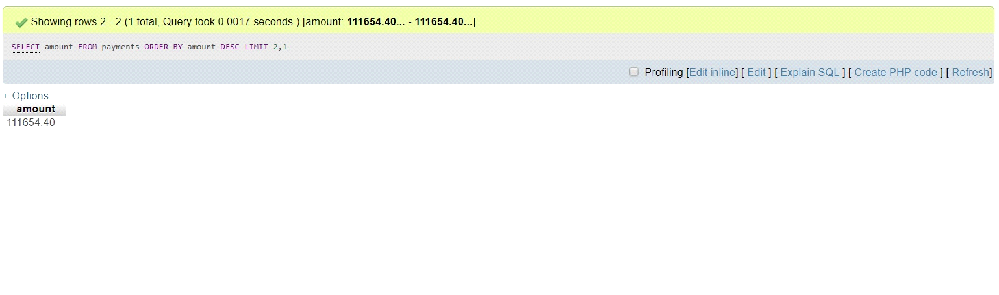 Showing rows 2 - 2 (1 total, Query took 0.0017 seconds.) [amount: 111654.40... - 111654.40...]
SELECT amount FROM payments ORDER BY amount DESC LIMIT 2,1
Profiling [Edit inline] [ Edit ] [ Explain SQL ] [ Create PHP code ] [ Refresh]
+ Options
amount
111654.40